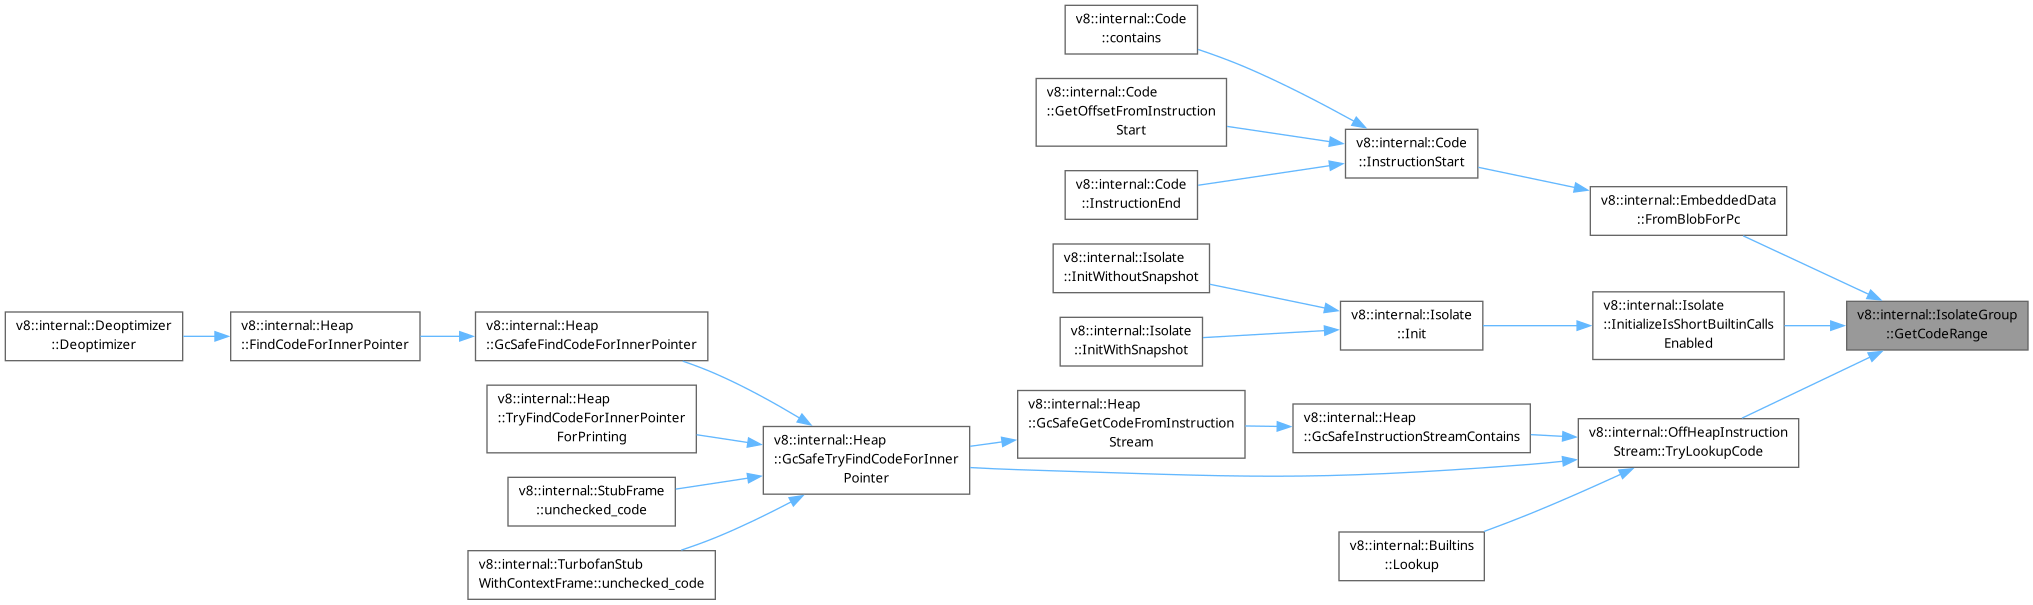 v8::internal::Code
::contains
v8::internal::Code
::GetOffsetFromInstruction
Start
v8::internal::Code
::InstructionStart
v8::internal::Code
::InstructionEnd
v8::internal::EmbeddedData
::FromBlobForPc
v8::internal::Isolate
::InitWithoutSnapshot
v8::internal::Isolate
::InitWithSnapshot
v8::internal::Isolate
::Init
v8::internal::Isolate
::InitializeIsShortBuiltinCalls
Enabled
v8::internal::IsolateGroup
::GetCodeRange
v8::internal::Deoptimizer
::Deoptimizer
v8::internal::Heap
::FindCodeForInnerPointer
v8::internal::Heap
::GcSafeFindCodeForInnerPointer
v8::internal::Heap
::TryFindCodeForInnerPointer
ForPrinting
v8::internal::StubFrame
::unchecked_code
v8::internal::TurbofanStub
WithContextFrame::unchecked_code
v8::internal::Heap
::GcSafeTryFindCodeForInner
Pointer
v8::internal::Heap
::GcSafeGetCodeFromInstruction
Stream
v8::internal::Heap
::GcSafeInstructionStreamContains
v8::internal::OffHeapInstruction
Stream::TryLookupCode
v8::internal::Builtins
::Lookup